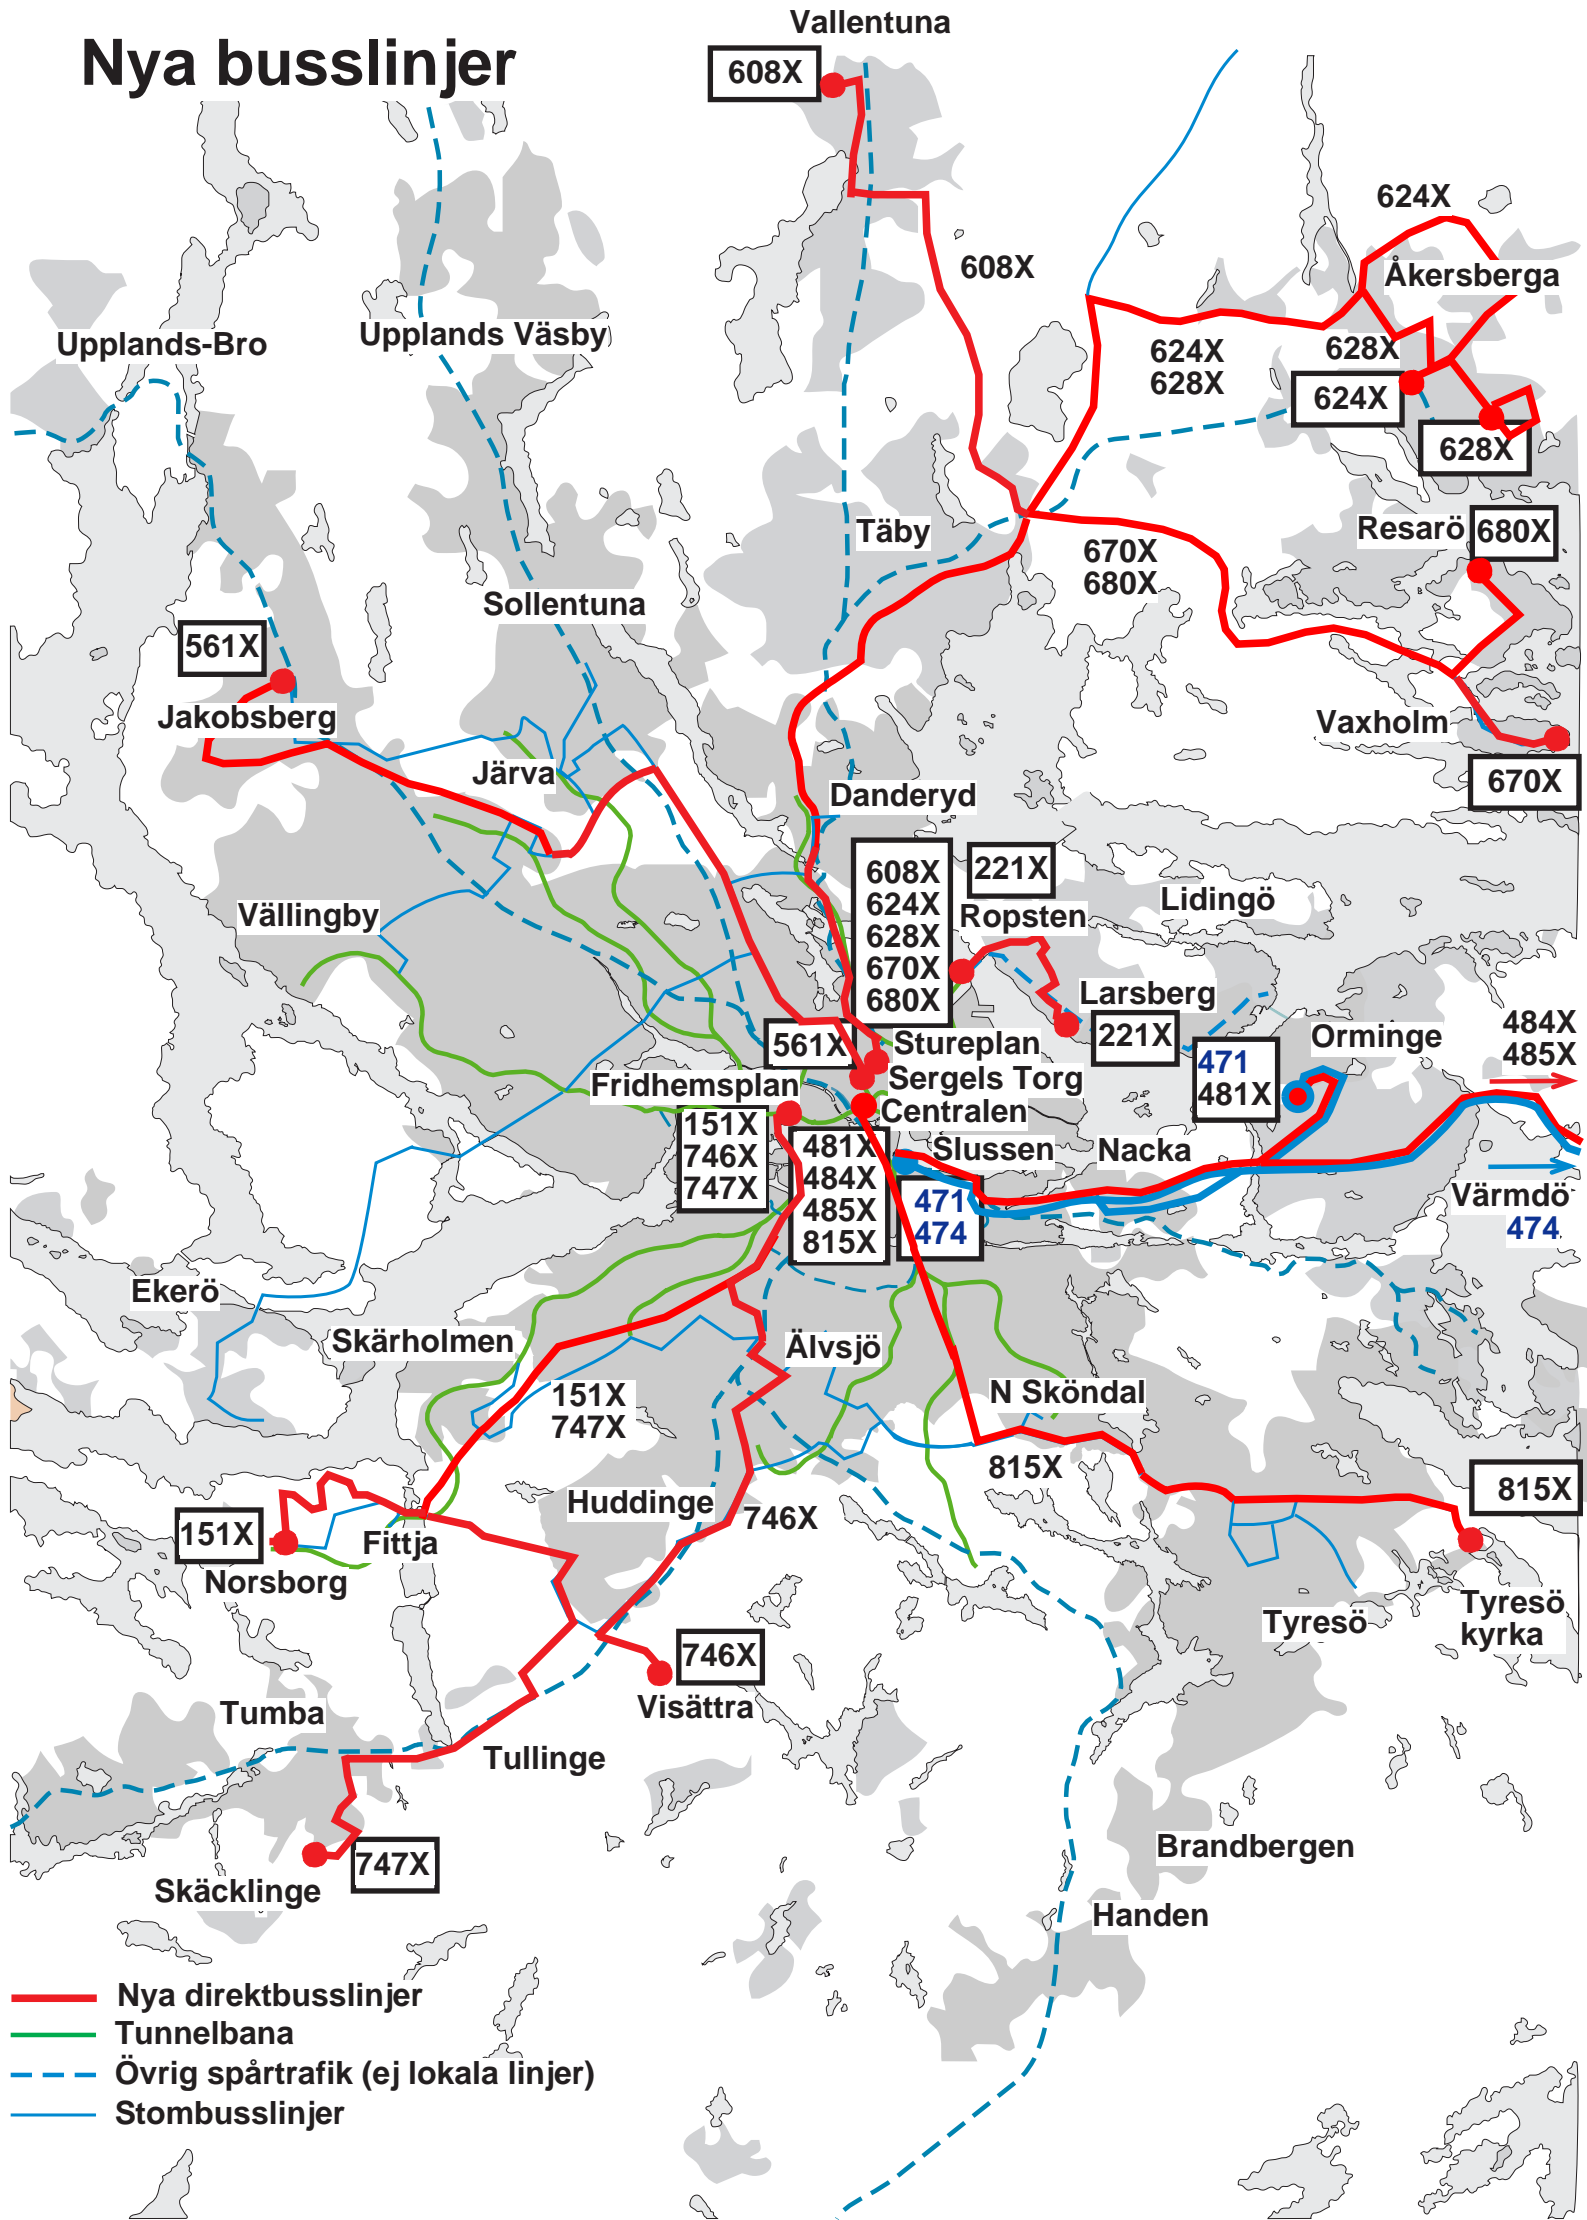 Vallentuna
Nya busslinjer
608X
624X
608X
Åkersberga
Upplands-Bro
Upplands Väsby
624X
628X
628X
624X
628X
Täby
Resarö
680X
670X
680X
Sollentuna
561X
Jakobsberg
Vaxholm
Järva
670X
Danderyd
608X
624X
628X
670X
680X
221X
Ropsten
Lidingö
Vällingby
Larsberg
221X
Orminge
484X
485X
471
481X
561X
Stureplan
Sergels Torg
Centralen
Fridhemsplan
151X
746X
747X
481X
484X
485X
815X
Slussen
Nacka
471
474
Värmdö
474
Ekerö
Skärholmen
Älvsjö
151X
747X
N Sköndal
815X
815X
Huddinge
746X
151X
Fittja
Norsborg
Tyresö
Tyresö
kyrka
746X
Visättra
Tumba
Tullinge
747X
Skäcklinge
Brandbergen
Handen
Nya direktbusslinjer
Tunnelbana
Övrig spårtrafik (ej lokala linjer)
Stombusslinjer